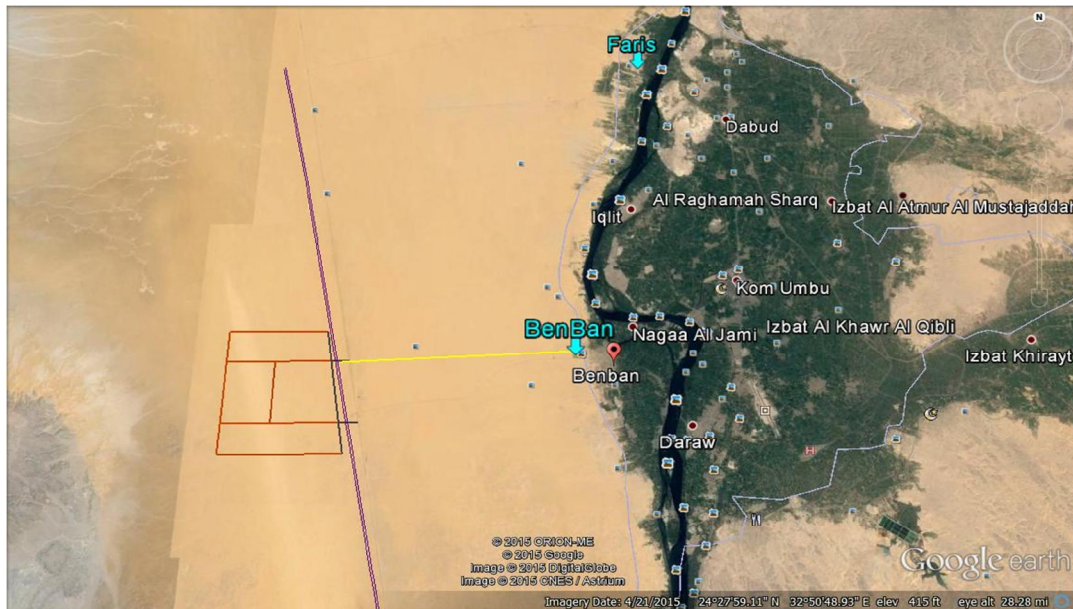 N
Faris
Dabud
Al Raghamah Sharq
Izbat Al Atmur Al Mustajaddah
Iqlit
Kom Umbu
BenBan
Nagaa Al Jami
Izbat Al Khawr Al Qibli
Izbat Khirayt
Benban
Daraw
H
© 2015 ORION-ME
© 2015 Google
Image © 2015 DigitalGlobe
Image © 2015 CNES / Astrium
Google earth
Imagery Date: 4/21/2015 24°27'59.11" N 32°50'48.93" E elev 415 ft eye alt 28.28 mi